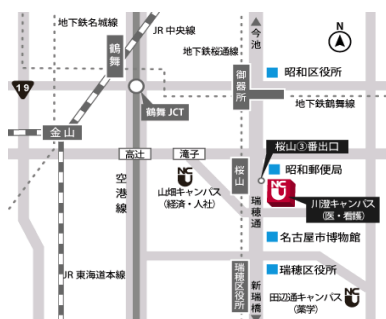 地下鉄名城線
JR 中央線
地下鉄桜通線
今池
N
鶴舞
御器所
昭和区役所
19
鶴舞 JCT
地下鉄鶴舞線
金山
桜山③番出口
高辻
滝子
桜山
昭和郵便局
NCU
NCU
空港線
山畑キャンパス
(経済・人社)
川澄キャンパス
(医・看護)
瑞穂通
名古屋市博物館
JR 東海道本線
瑞穂区役所
瑞穂区役所
新瑞橋
田辺通キャンパス
(薬学)
NCU